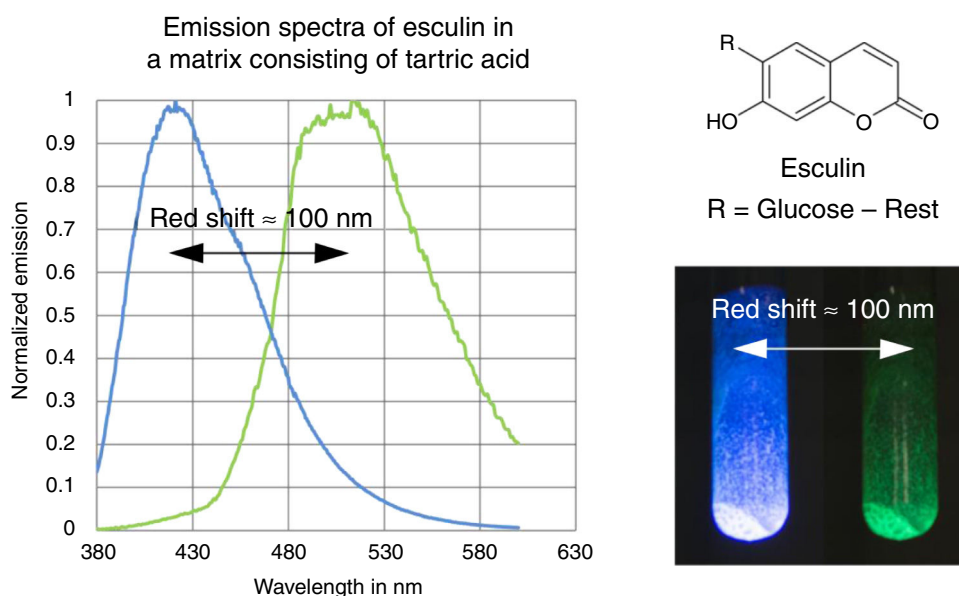 Emission spectra of esculin in
a matrix consisting of tartric acid
1
0.9
0.8
0.7
0.6
0.5
0.4
0.3
0.2
0.1
0
Normalized emission
Red shift ≈ 100 nm
380
430
480
530
580
630
Wavelength in nm
R
HO
O
O
Esculin
R = Glucose – Rest
Red shift ≈ 100 nm